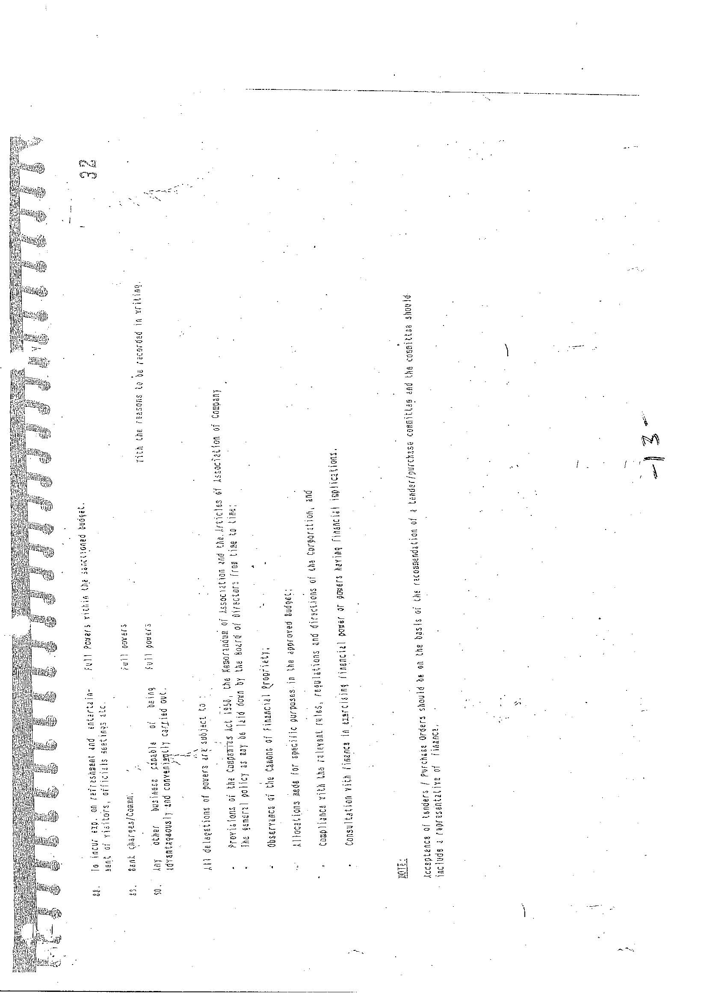 28. To incur exp. on refreshment and entertain- Full powers within the sanctioned budget.
ment of visitors, officials meetings etc.
29. Bank charges/Comm. Full powers
with the reasons to be recorded in writing.
30. Any other business capable of being Full powers
advantageously and conveniently carried out.
All delegations of powers are subject to :
* Provisions of the Companies Act 1956, the Memorandum of Association and the Articles of Association of Company
* The general policy as may be laid down by the Board of Directors from time to time;
* Observance of the canons of financial propriety;
* Allocations made for specific purposes in the approved budget;
* Compliance with the relevant rules, regulations and directions of the Corporation, and
* Consultation with Finance in exercising financial power or powers having financial implications.
NOTE:
Acceptance of tenders / Purchase Orders should be on the basis of the recommendation of a tender/purchase committee and the committee should
include a representative of Finance.